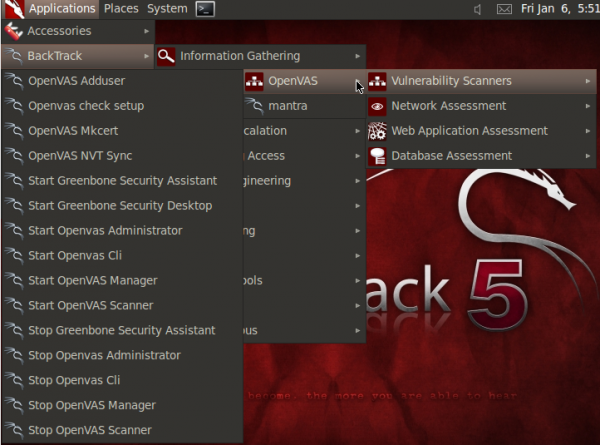 Applications Places System Fri Jan 6, 5:51
Accessories
BackTrack
Information Gathering
OpenVAS
Vulnerability Scanners
mantra
Network Assessment
Web Application Assessment
Database Assessment
calation
Access
gineering
ng
ols
us
OpenVAS Adduser
Openvas check setup
OpenVAS Mkcert
OpenVAS NVT Sync
Start Greenbone Security Assistant
Start Greenbone Security Desktop
Start Openvas Administrator
Start Openvas Cli
Start OpenVAS Manager
Start OpenVAS Scanner
Stop Greenbone Security Assistant
Stop Openvas Administrator
Stop Openvas Cli
Stop OpenVAS Manager
Stop OpenVAS Scanner
ack 5
become, the more you are able to hear